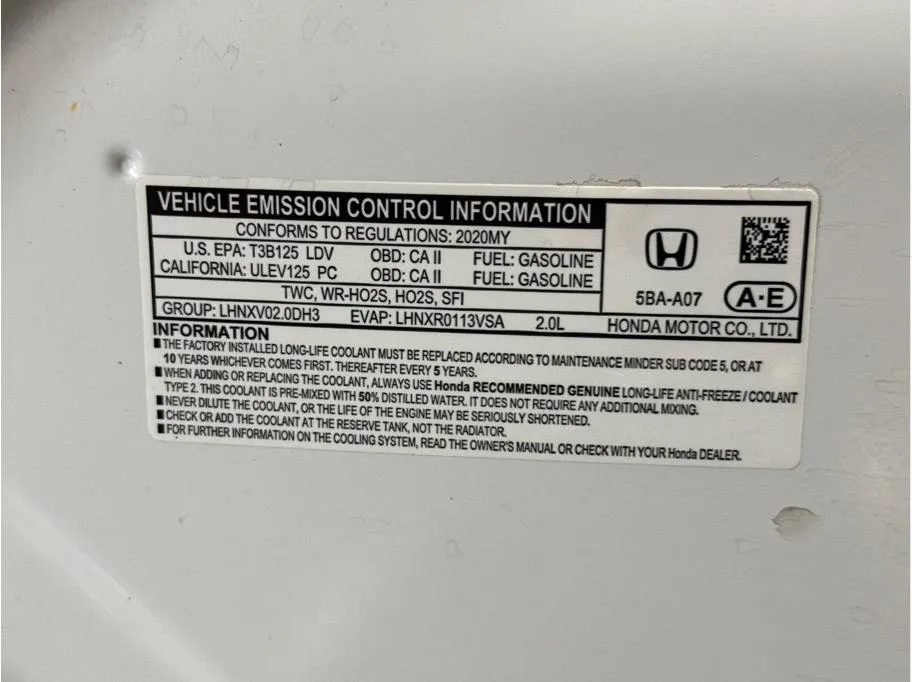 VEHICLE EMISSION CONTROL INFORMATION
CONFORMS TO REGULATIONS: 2020MY
U.S. EPA: T3B125 LDV OBD: CA II FUEL: GASOLINE
CALIFORNIA: ULEV125 PC OBD: CA II FUEL: GASOLINE
TWC, WR-HO2S, HO2S, SFI
5BA-A07 A·E
GROUP: LHNXV02.0DH3 EVAP: LHNXR0113VSA 2.0L HONDA MOTOR CO., LTD.
INFORMATION
■ THE FACTORY INSTALLED LONG-LIFE COOLANT MUST BE REPLACED ACCORDING TO MAINTENANCE MINDER SUB CODE 5, OR AT
10 YEARS WHICHEVER COMES FIRST. THEREAFTER EVERY 5 YEARS.
■ WHEN ADDING OR REPLACING THE COOLANT, ALWAYS USE Honda RECOMMENDED GENUINE LONG-LIFE ANTI-FREEZE / COOLANT
TYPE 2. THIS COOLANT IS PRE-MIXED WITH 50% DISTILLED WATER. IT DOES NOT REQUIRE ANY ADDITIONAL MIXING.
■ NEVER DILUTE THE COOLANT, OR THE LIFE OF THE ENGINE MAY BE SERIOUSLY SHORTENED.
■ CHECK OR ADD THE COOLANT AT THE RESERVE TANK, NOT THE RADIATOR.
■ FOR FURTHER INFORMATION ON THE COOLING SYSTEM, READ THE OWNER'S MANUAL OR CHECK WITH YOUR Honda DEALER.